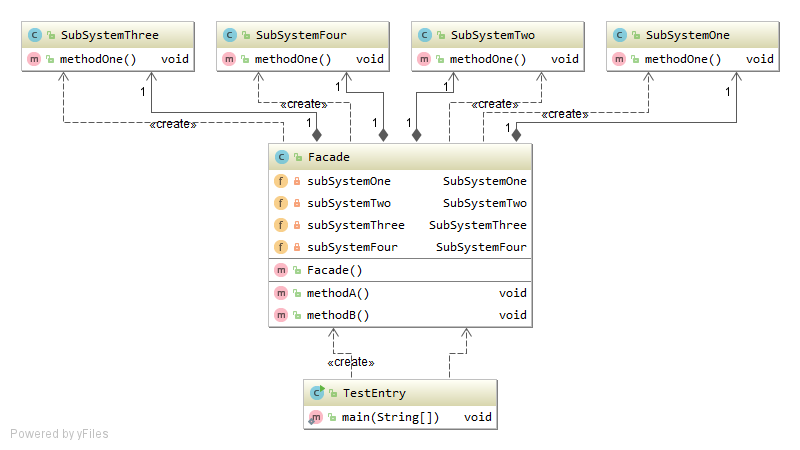 C SubSystemThree
m methodOne() void
C SubSystemFour
m methodOne() void
C SubSystemTwo
m methodOne() void
C SubSystemOne
m methodOne() void
1 1 1 1
«create» «create» «create» «create»
1 1 1 1
C Facade
f subSystemOne SubSystemOne
f subSystemTwo SubSystemTwo
f subSystemThree SubSystemThree
f subSystemFour SubSystemFour
m Facade()
m methodA() void
m methodB() void
«create»
C TestEntry
m main(String[]) void
Powered by yFiles